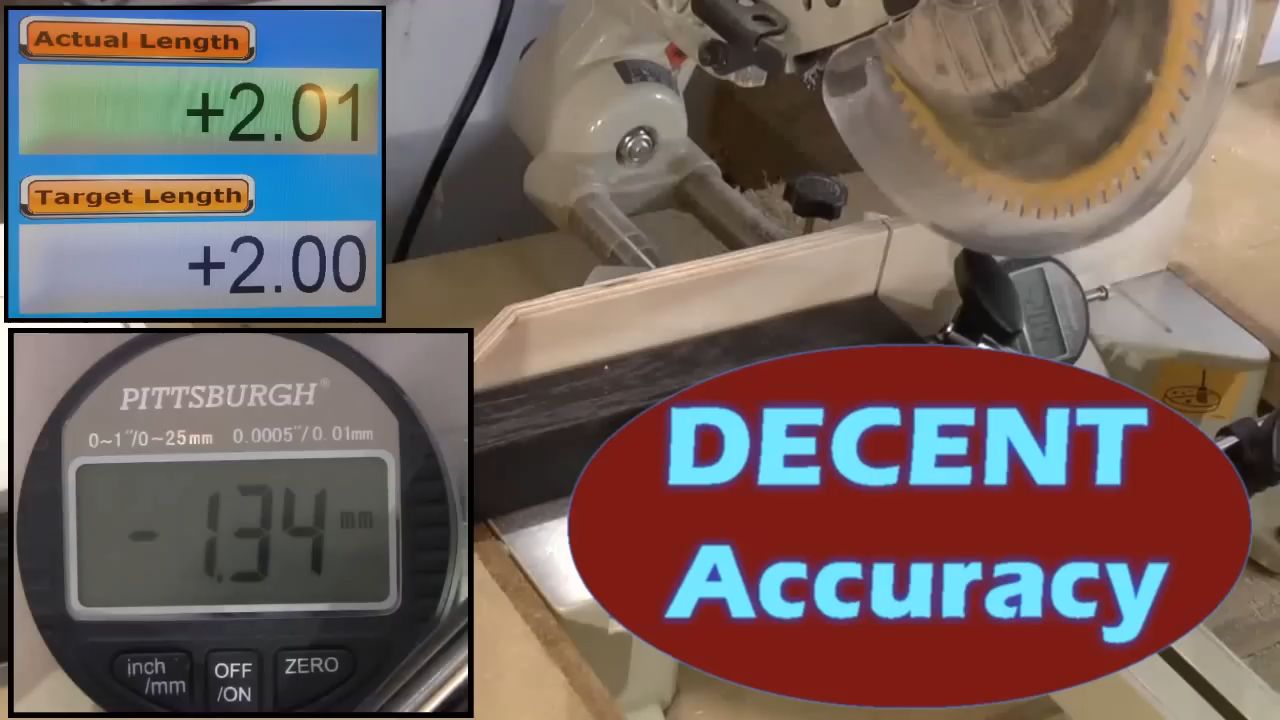 Actual Length
+2.01
Target Length
+2.00
PITTSBURGH®
0~1"/0~25mm 0.0005"/0.01mm
- 1.34 mm
inch
/mm
OFF
/ON
ZERO
DECENT
Accuracy